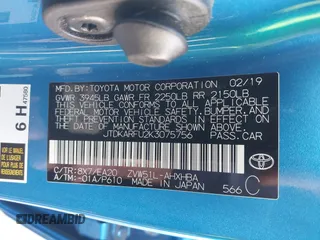 MFD. BY: TOYOTA MOTOR CORPORATION 02/19
GVWR 3945LB GAWR FR 2250LB RR 2150LB
THIS VEHICLE CONFORMS TO ALL APPLICABLE
FEDERAL MOTOR VEHICLE SAFETY, BUMPER, AND
THEFT PREVENTION STANDARDS IN EFFECT ON
THE DATE OF MANUFACTURE SHOWN ABOVE.
JTDKARFU2K3075756 PASS.CAR
C/TR: 8X7/EA20 ZVW51L-AHXHBA
A/TM: -01A/P610 MADE IN JAPAN
TOYOTA
566 C
6 H
47590
DREAMBID